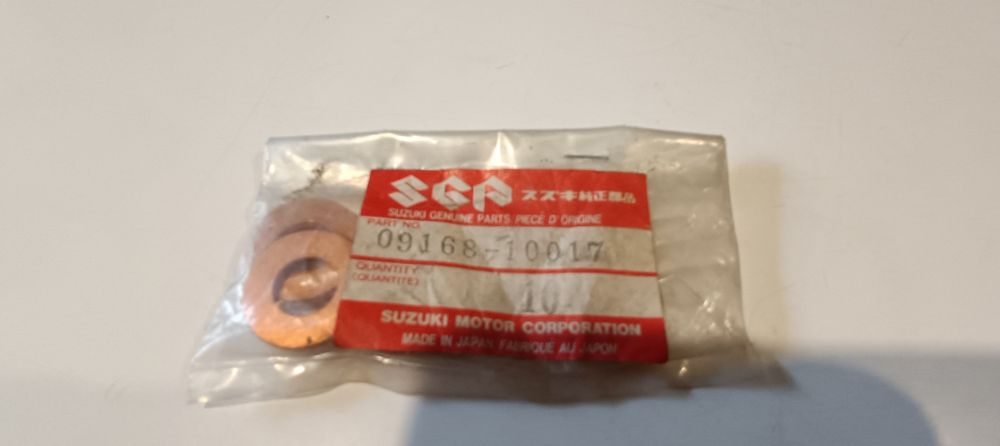 SGP スズキ純正部品
SUZUKI GENUINE PARTS. PIECE D'ORIGINE
PART NO.
09168-10017
QUANTITY
(QUANTITE)
10
SUZUKI MOTOR CORPORATION
MADE IN JAPAN. FABRIQUE AU JAPON